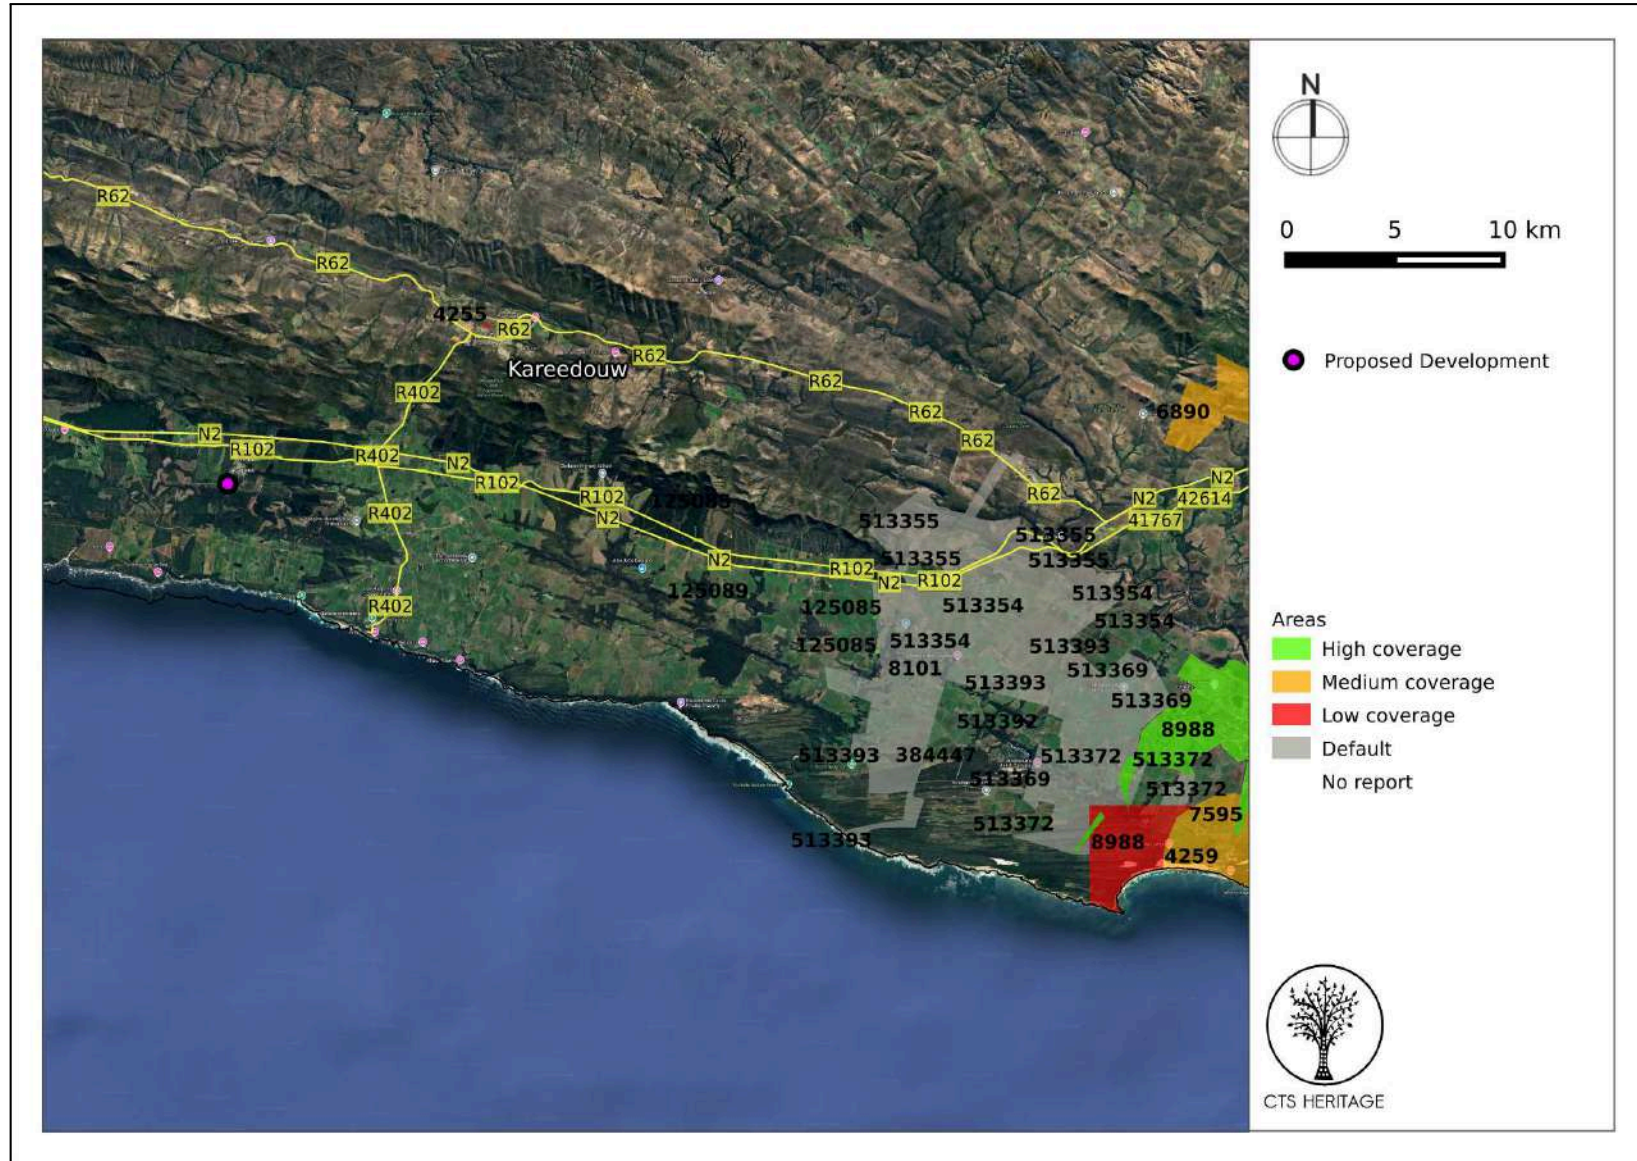 N
0 5 10 km
Proposed Development
R62
R62
4255
R62
Kareedouw
R62
R402
R62
R62
6890
N2
R102
R402
N2
R62
R102
R62
N2
42614
R102
125085
N2
41767
R402
N2
513355
513355
513355
513355
N2
R102
N2
R102
125089
R402
125085
513354
513354
513354
125085
513354
513393
8101
513369
513393
513369
513392
8988
513393
384447
513372
513372
513369
513372
7595
513372
513393
8988
4259
Areas
High coverage
Medium coverage
Low coverage
Default
No report
CTS HERITAGE